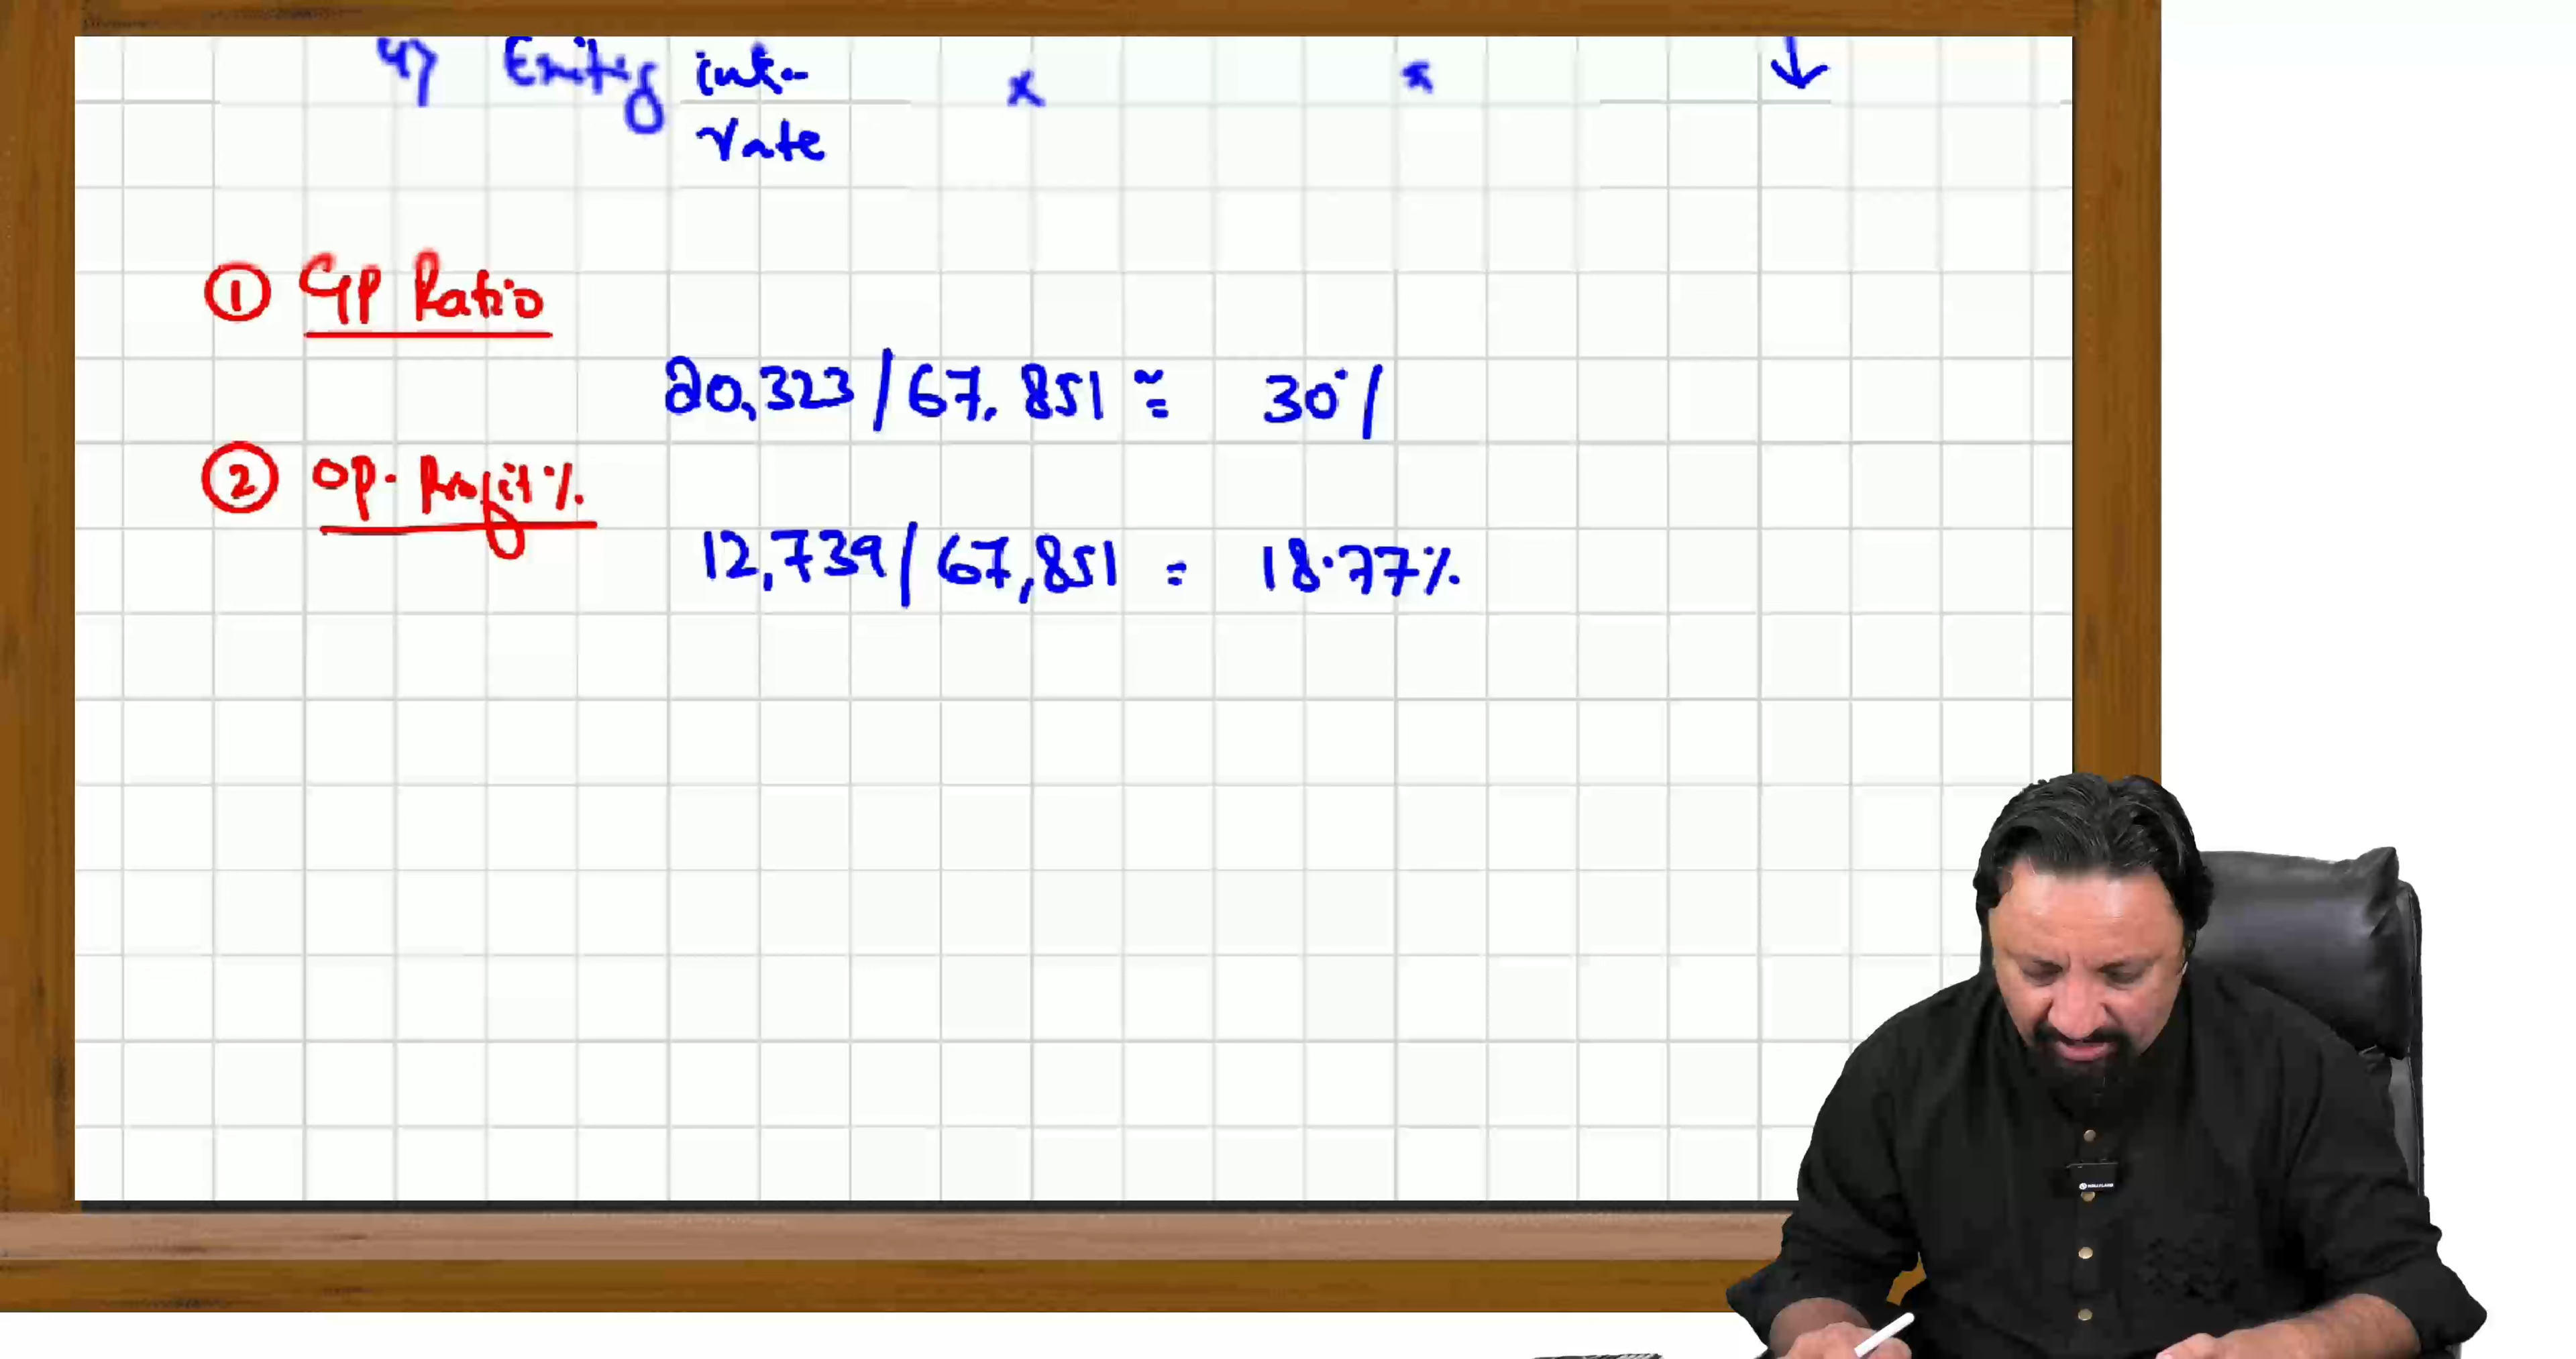 4) Entity int.
rate x x ↓
① GP Ratio
20,323 / 67.851 ≅ 30%
② OP. Profit %
12,739 / 67,851 = 18.77%